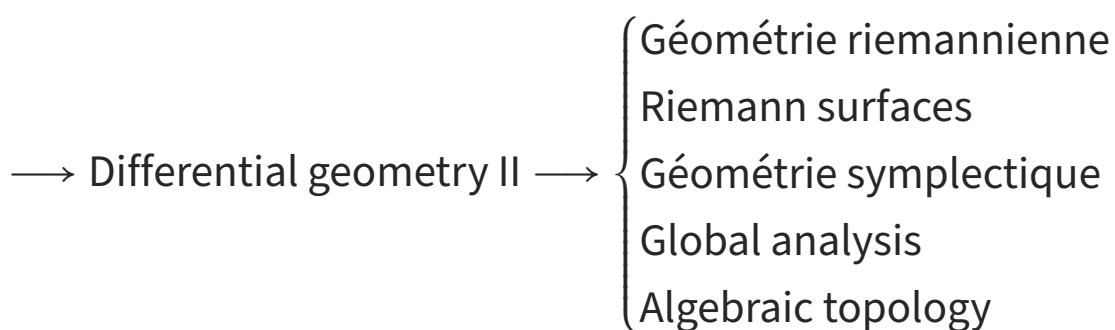 Géométrie riemannienne
Riemann surfaces
⟶ Differential geometry II ⟶ Géométrie symplectique
Global analysis
Algebraic topology